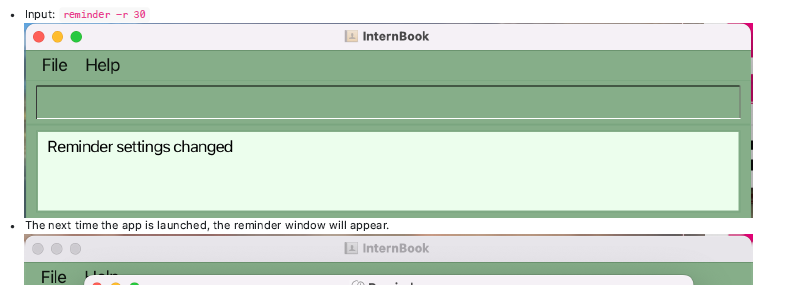 Input: reminder -r 30
InternBook
File Help
Reminder settings changed
The next time the app is launched, the reminder window will appear.
InternBook
File Help